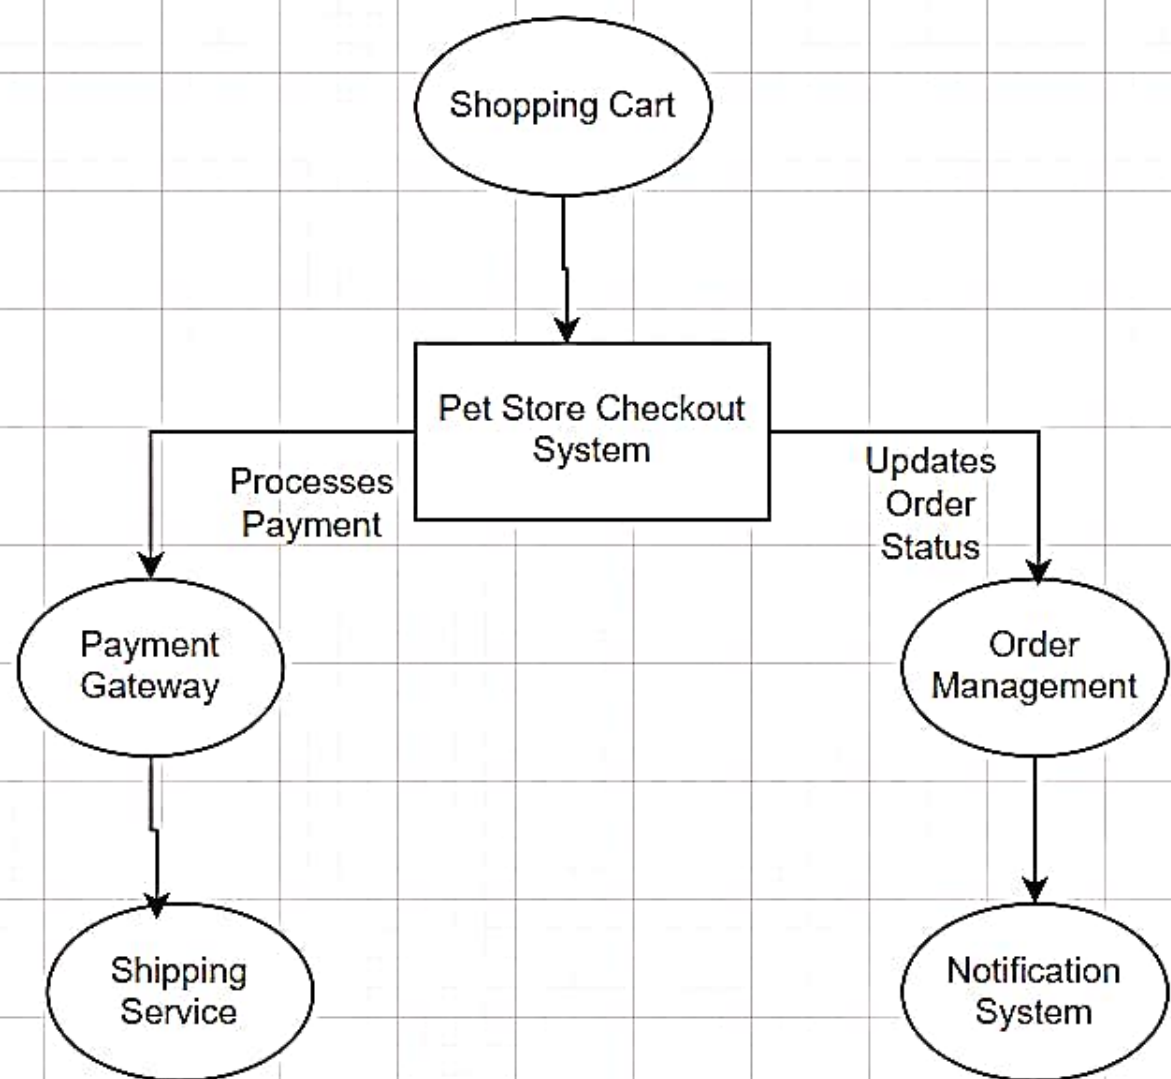 Shopping Cart
Pet Store Checkout
System
Processes
Payment
Updates
Order
Status
Payment
Gateway
Order
Management
Shipping
Service
Notification
System